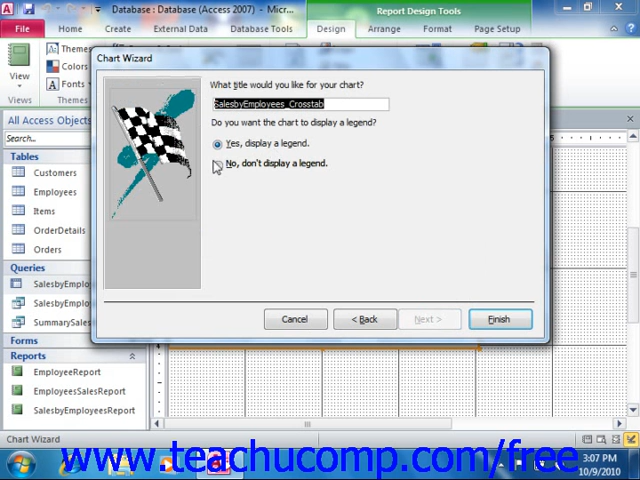 Database : Database (Access 2007) - Micr...
Report Design Tools
File
Home
Create
External Data
Database Tools
Design
Arrange
Format
Page Setup
View
Views
Themes
Colors
Themes
All Access Objects
Search...
Tables
Customers
Employees
Items
OrderDetails
Orders
Queries
SalesbyEmplo
SalesbyEmplo
SummarySales
Forms
Reports
EmployeeReport
EmployeesSalesReport
SalesbyEmployeesReport
Chart Wizard
What title would you like for your chart?
SalesbyEmployees_Crosstab
Do you want the chart to display a legend?
Yes, display a legend.
No, don't display a legend.
Cancel
< Back
Next >
Finish
Chart Wizard
www.teachucomp.com/free
3:07 PM
10/9/2010